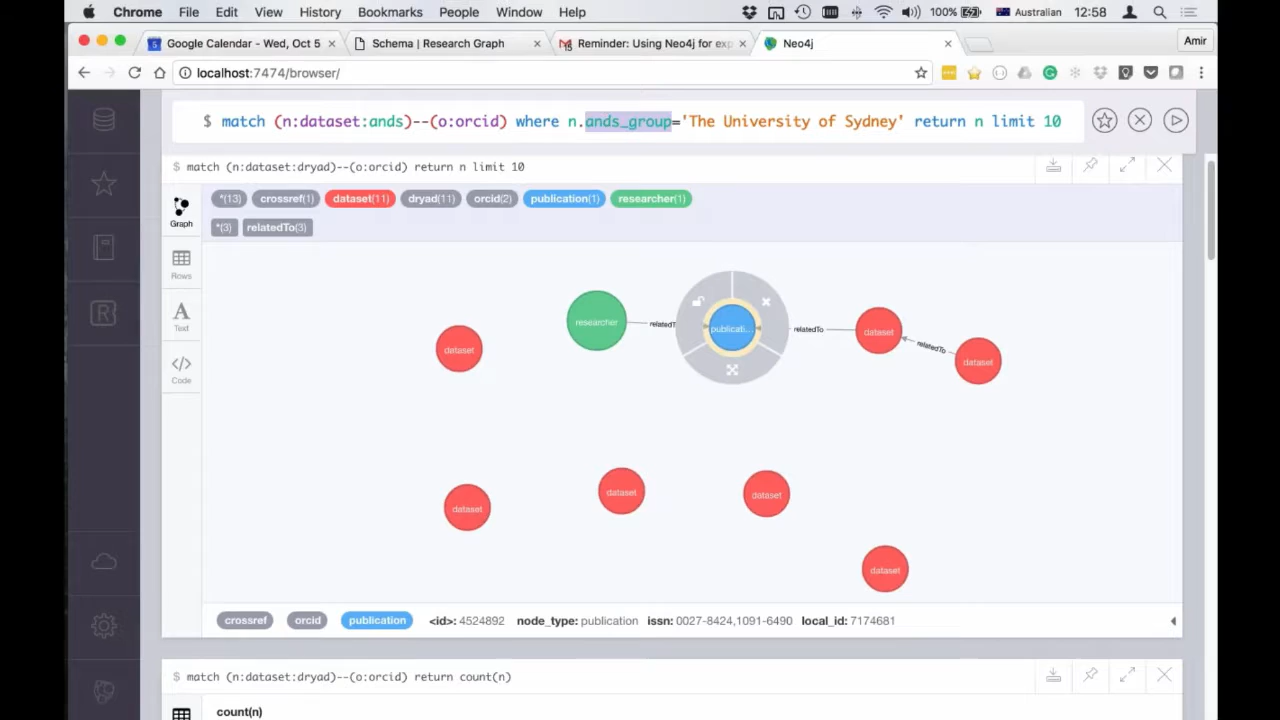 Chrome File Edit View History Bookmarks People Window Help 100% Australian 12:58
Google Calendar - Wed, Oct 5 Schema | Research Graph Reminder: Using Neo4j for exp Neo4j Amir
localhost:7474/browser/
$ match (n:dataset:ands)--(o:orcid) where n.ands_group='The University of Sydney' return n limit 10
$ match (n:dataset:dryad)--(o:orcid) return n limit 10
Graph
*(13) crossref(1) dataset(11) dryad(11) orcid(2) publication(1) researcher(1)
*(3) relatedTo(3)
Rows
Text
Code
researcher relatedT publicati... relatedTo dataset relatedTo dataset
dataset
dataset dataset dataset
dataset
crossref orcid publication <id>: 4524892 node_type: publication issn: 0027-8424,1091-6490 local_id: 7174681
$ match (n:dataset:dryad)--(o:orcid) return count(n)
count(n)